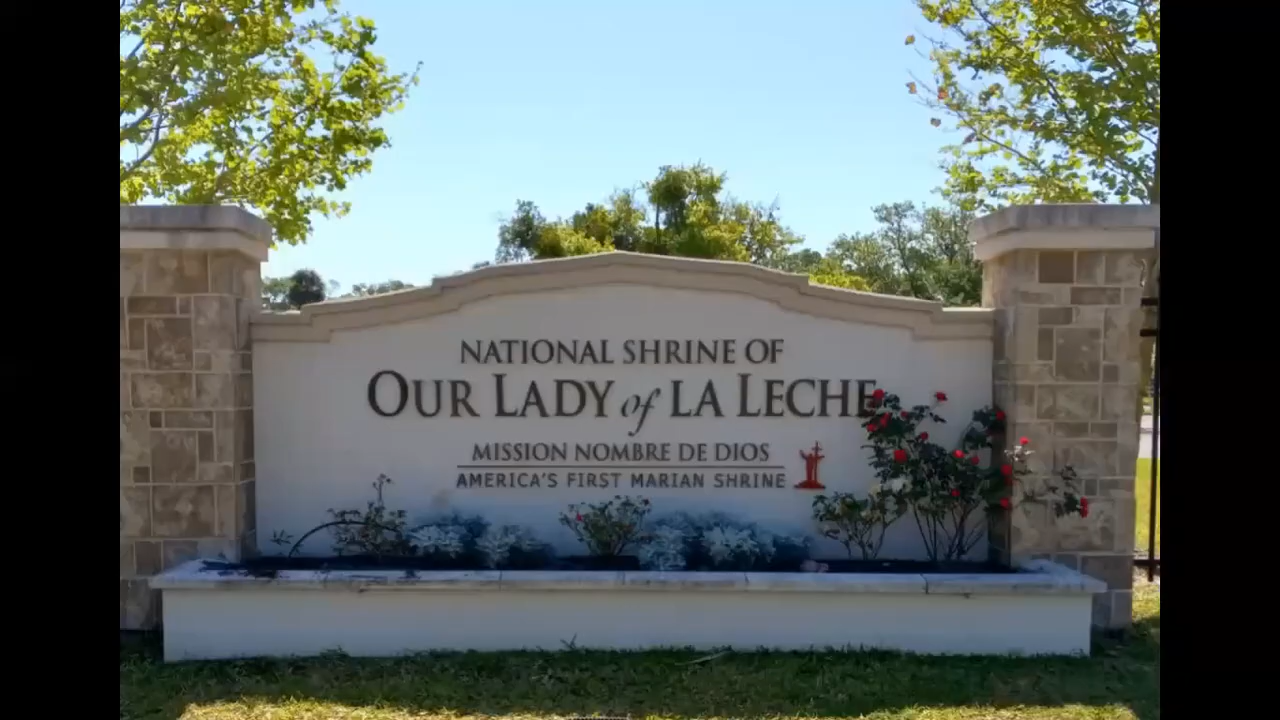 NATIONAL SHRINE OF
OUR LADY of LA LECHE
MISSION NOMBRE DE DIOS
AMERICA'S FIRST MARIAN SHRINE